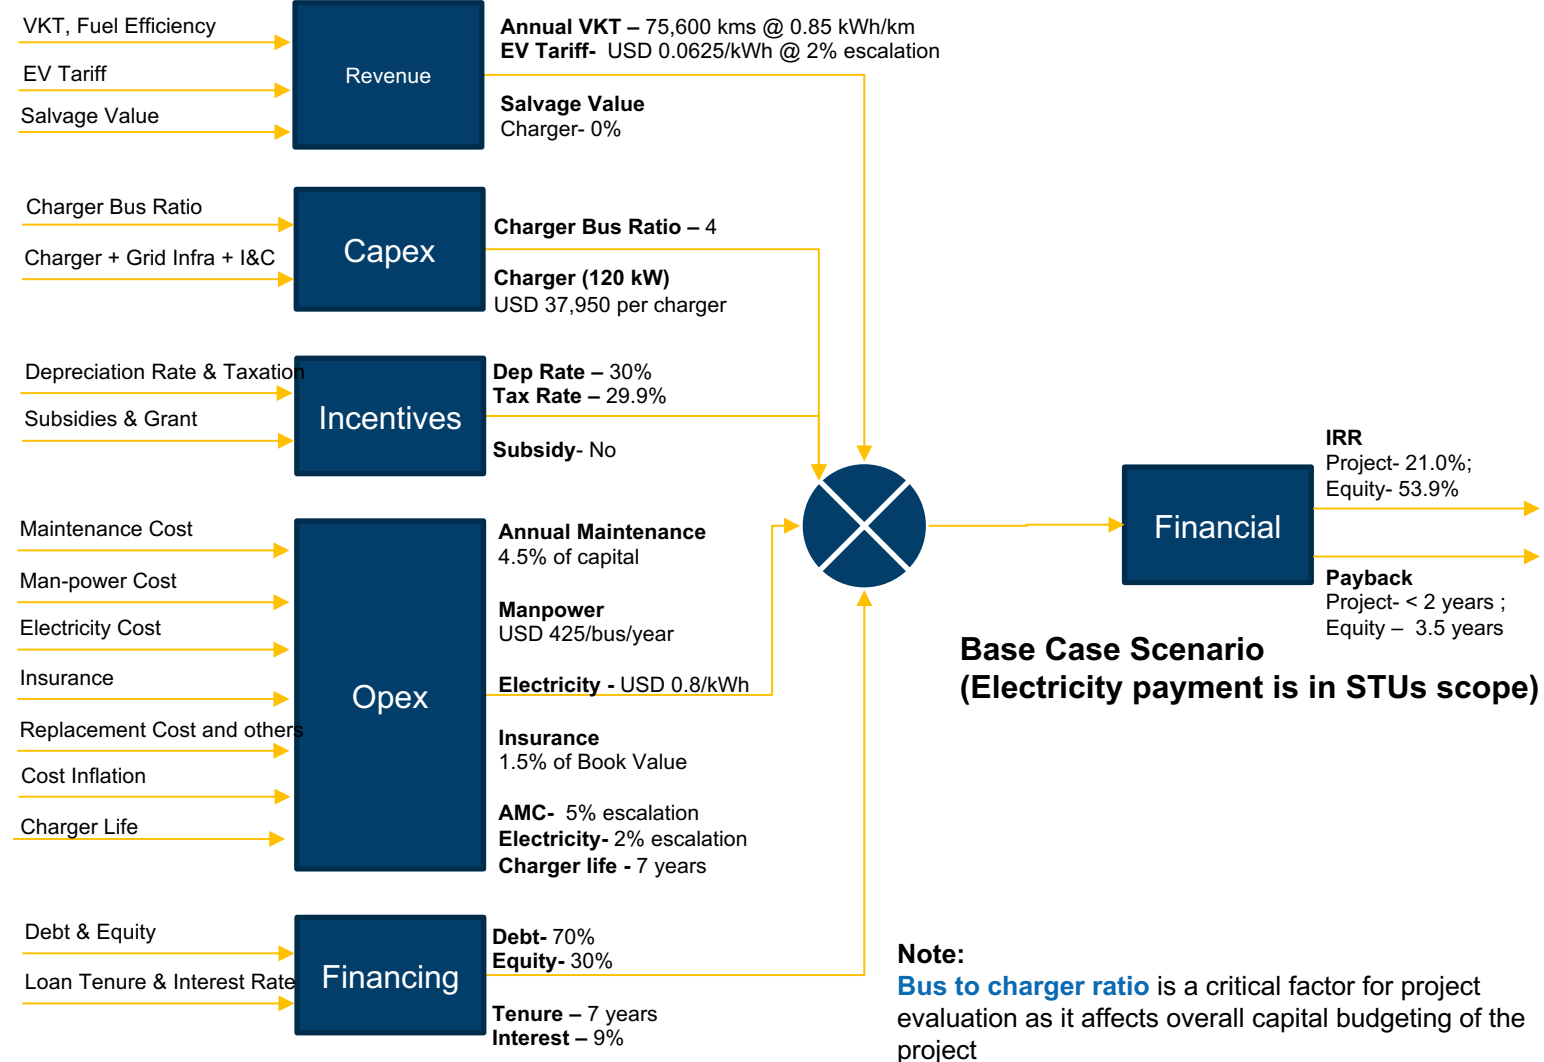 VKT, Fuel Efficiency
EV Tariff
Salvage Value
Revenue
Annual VKT – 75,600 kms @ 0.85 kWh/km
EV Tariff- USD 0.0625/kWh @ 2% escalation
Salvage Value
Charger- 0%
Charger Bus Ratio
Charger + Grid Infra + I&C
Capex
Charger Bus Ratio – 4
Charger (120 kW)
USD 37,950 per charger
Depreciation Rate & Taxation
Subsidies & Grant
Incentives
Dep Rate – 30%
Tax Rate – 29.9%
Subsidy- No
Maintenance Cost
Man-power Cost
Electricity Cost
Insurance
Replacement Cost and others
Cost Inflation
Charger Life
Opex
Annual Maintenance
4.5% of capital
Manpower
USD 425/bus/year
Electricity - USD 0.8/kWh
Insurance
1.5% of Book Value
AMC- 5% escalation
Electricity- 2% escalation
Charger life - 7 years
Debt & Equity
Loan Tenure & Interest Rate
Financing
Debt- 70%
Equity- 30%
Tenure – 7 years
Interest – 9%
Financial
IRR
Project- 21.0%;
Equity- 53.9%
Payback
Project- < 2 years ;
Equity – 3.5 years
Base Case Scenario
(Electricity payment is in STUs scope)
Note:
Bus to charger ratio is a critical factor for project
evaluation as it affects overall capital budgeting of the
project